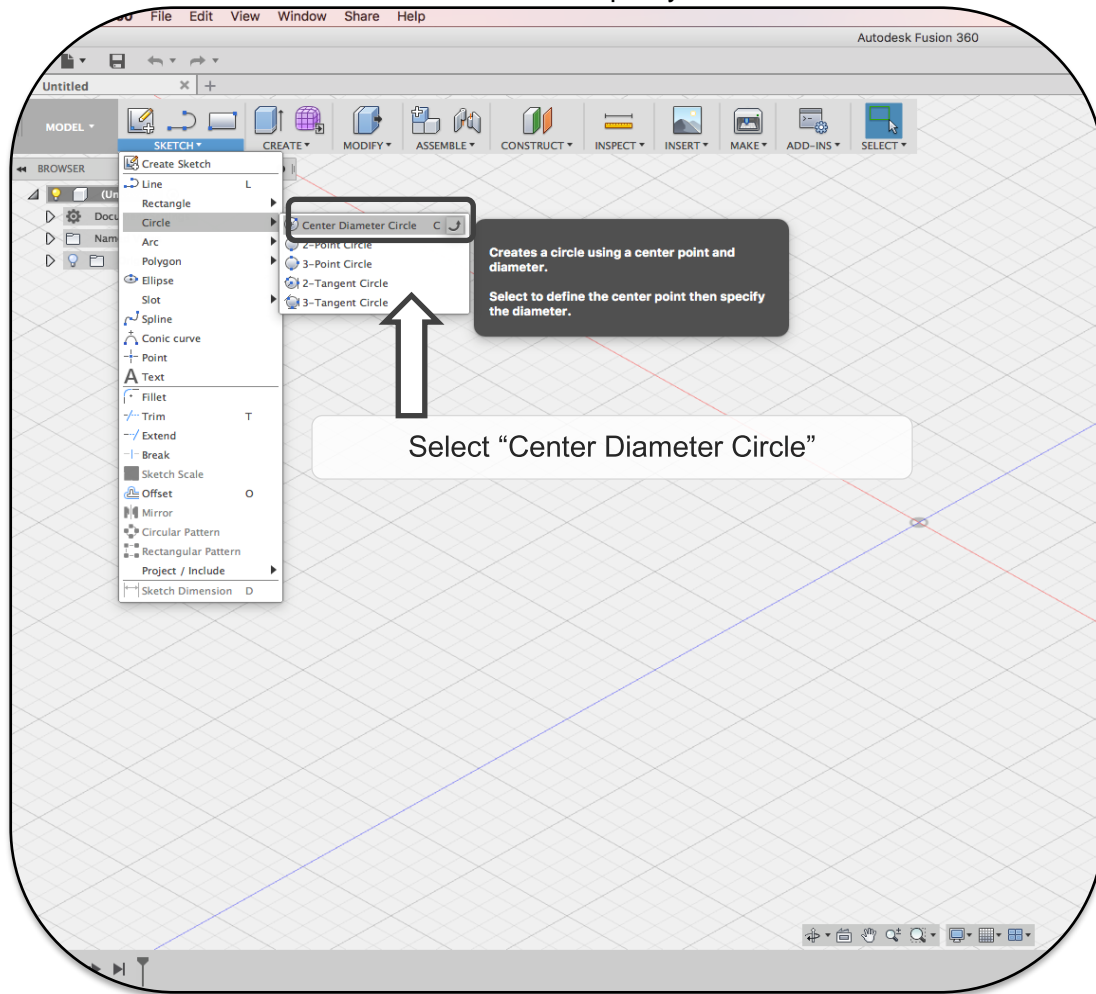 File Edit View Window Share Help
Autodesk Fusion 360
Untitled
MODEL
SKETCH CREATE MODIFY ASSEMBLE CONSTRUCT INSPECT INSERT MAKE ADD-INS SELECT
BROWSER
(Un
Docu
Nam
Create Sketch
Line L
Rectangle
Circle
Arc
Polygon
Ellipse
Slot
Spline
Conic curve
Point
Text
Fillet
Trim T
Extend
Break
Sketch Scale
Offset O
Mirror
Circular Pattern
Rectangular Pattern
Project / Include
Sketch Dimension D
Center Diameter Circle C
2-Point Circle
3-Point Circle
2-Tangent Circle
3-Tangent Circle
Creates a circle using a center point and
diameter.
Select to define the center point then specify
the diameter.
Select “Center Diameter Circle”